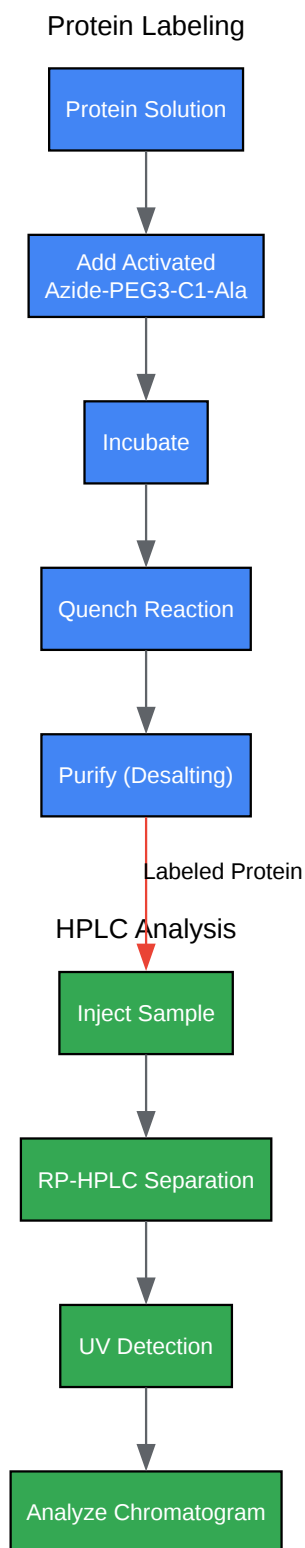 Protein Labeling
Protein Solution
Add Activated
Azide-PEG3-C1-Ala
Incubate
Quench Reaction
Purify (Desalting)
Labeled Protein
HPLC Analysis
Inject Sample
RP-HPLC Separation
UV Detection
Analyze Chromatogram